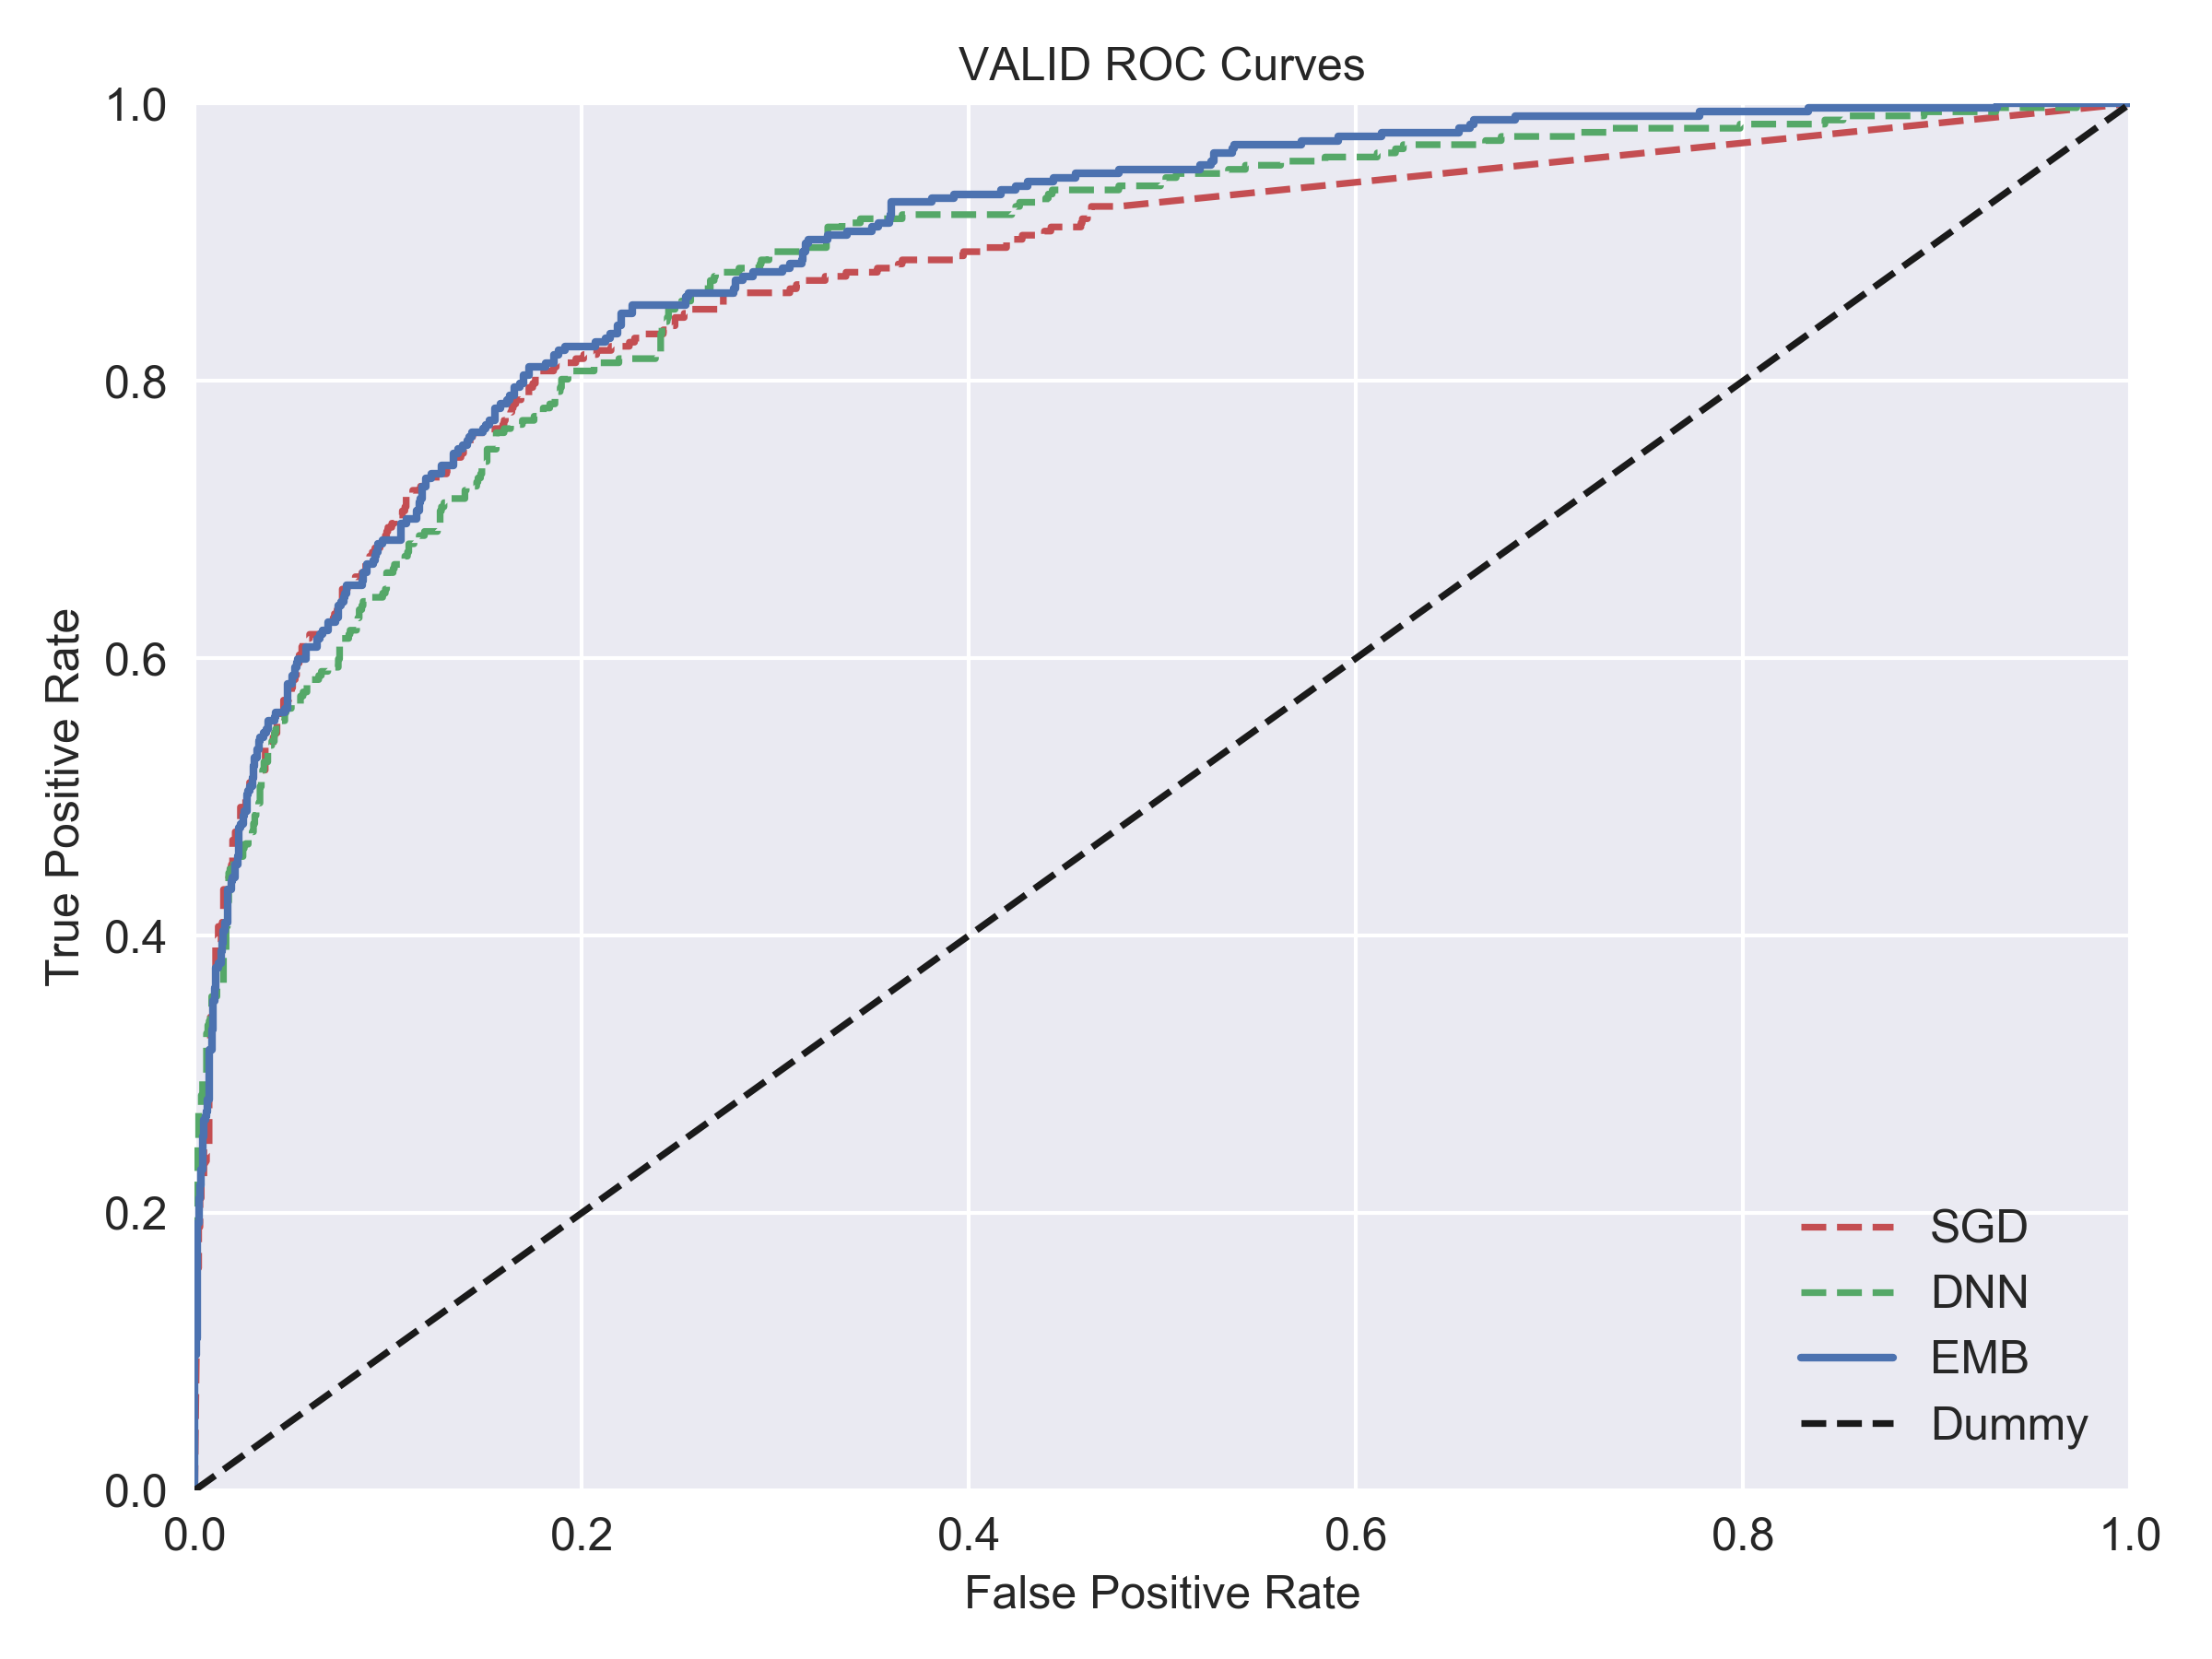 VALID ROC Curves
1.0
0.8
0.6
0.4
0.2
0.0
True Positive Rate
SGD
DNN
EMB
Dummy
0.0 0.2 0.4 0.6 0.8 1.0
False Positive Rate